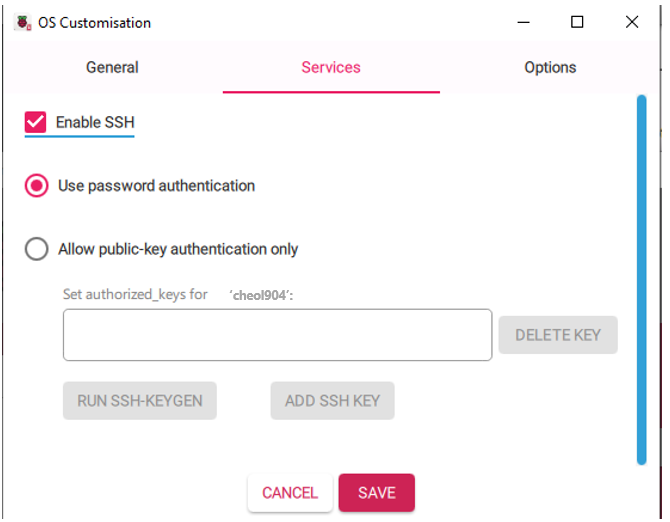 OS Customisation
General Services Options
Enable SSH
Use password authentication
Allow public-key authentication only
Set authorized_keys for 'cheol904':
DELETE KEY
RUN SSH-KEYGEN ADD SSH KEY
CANCEL SAVE